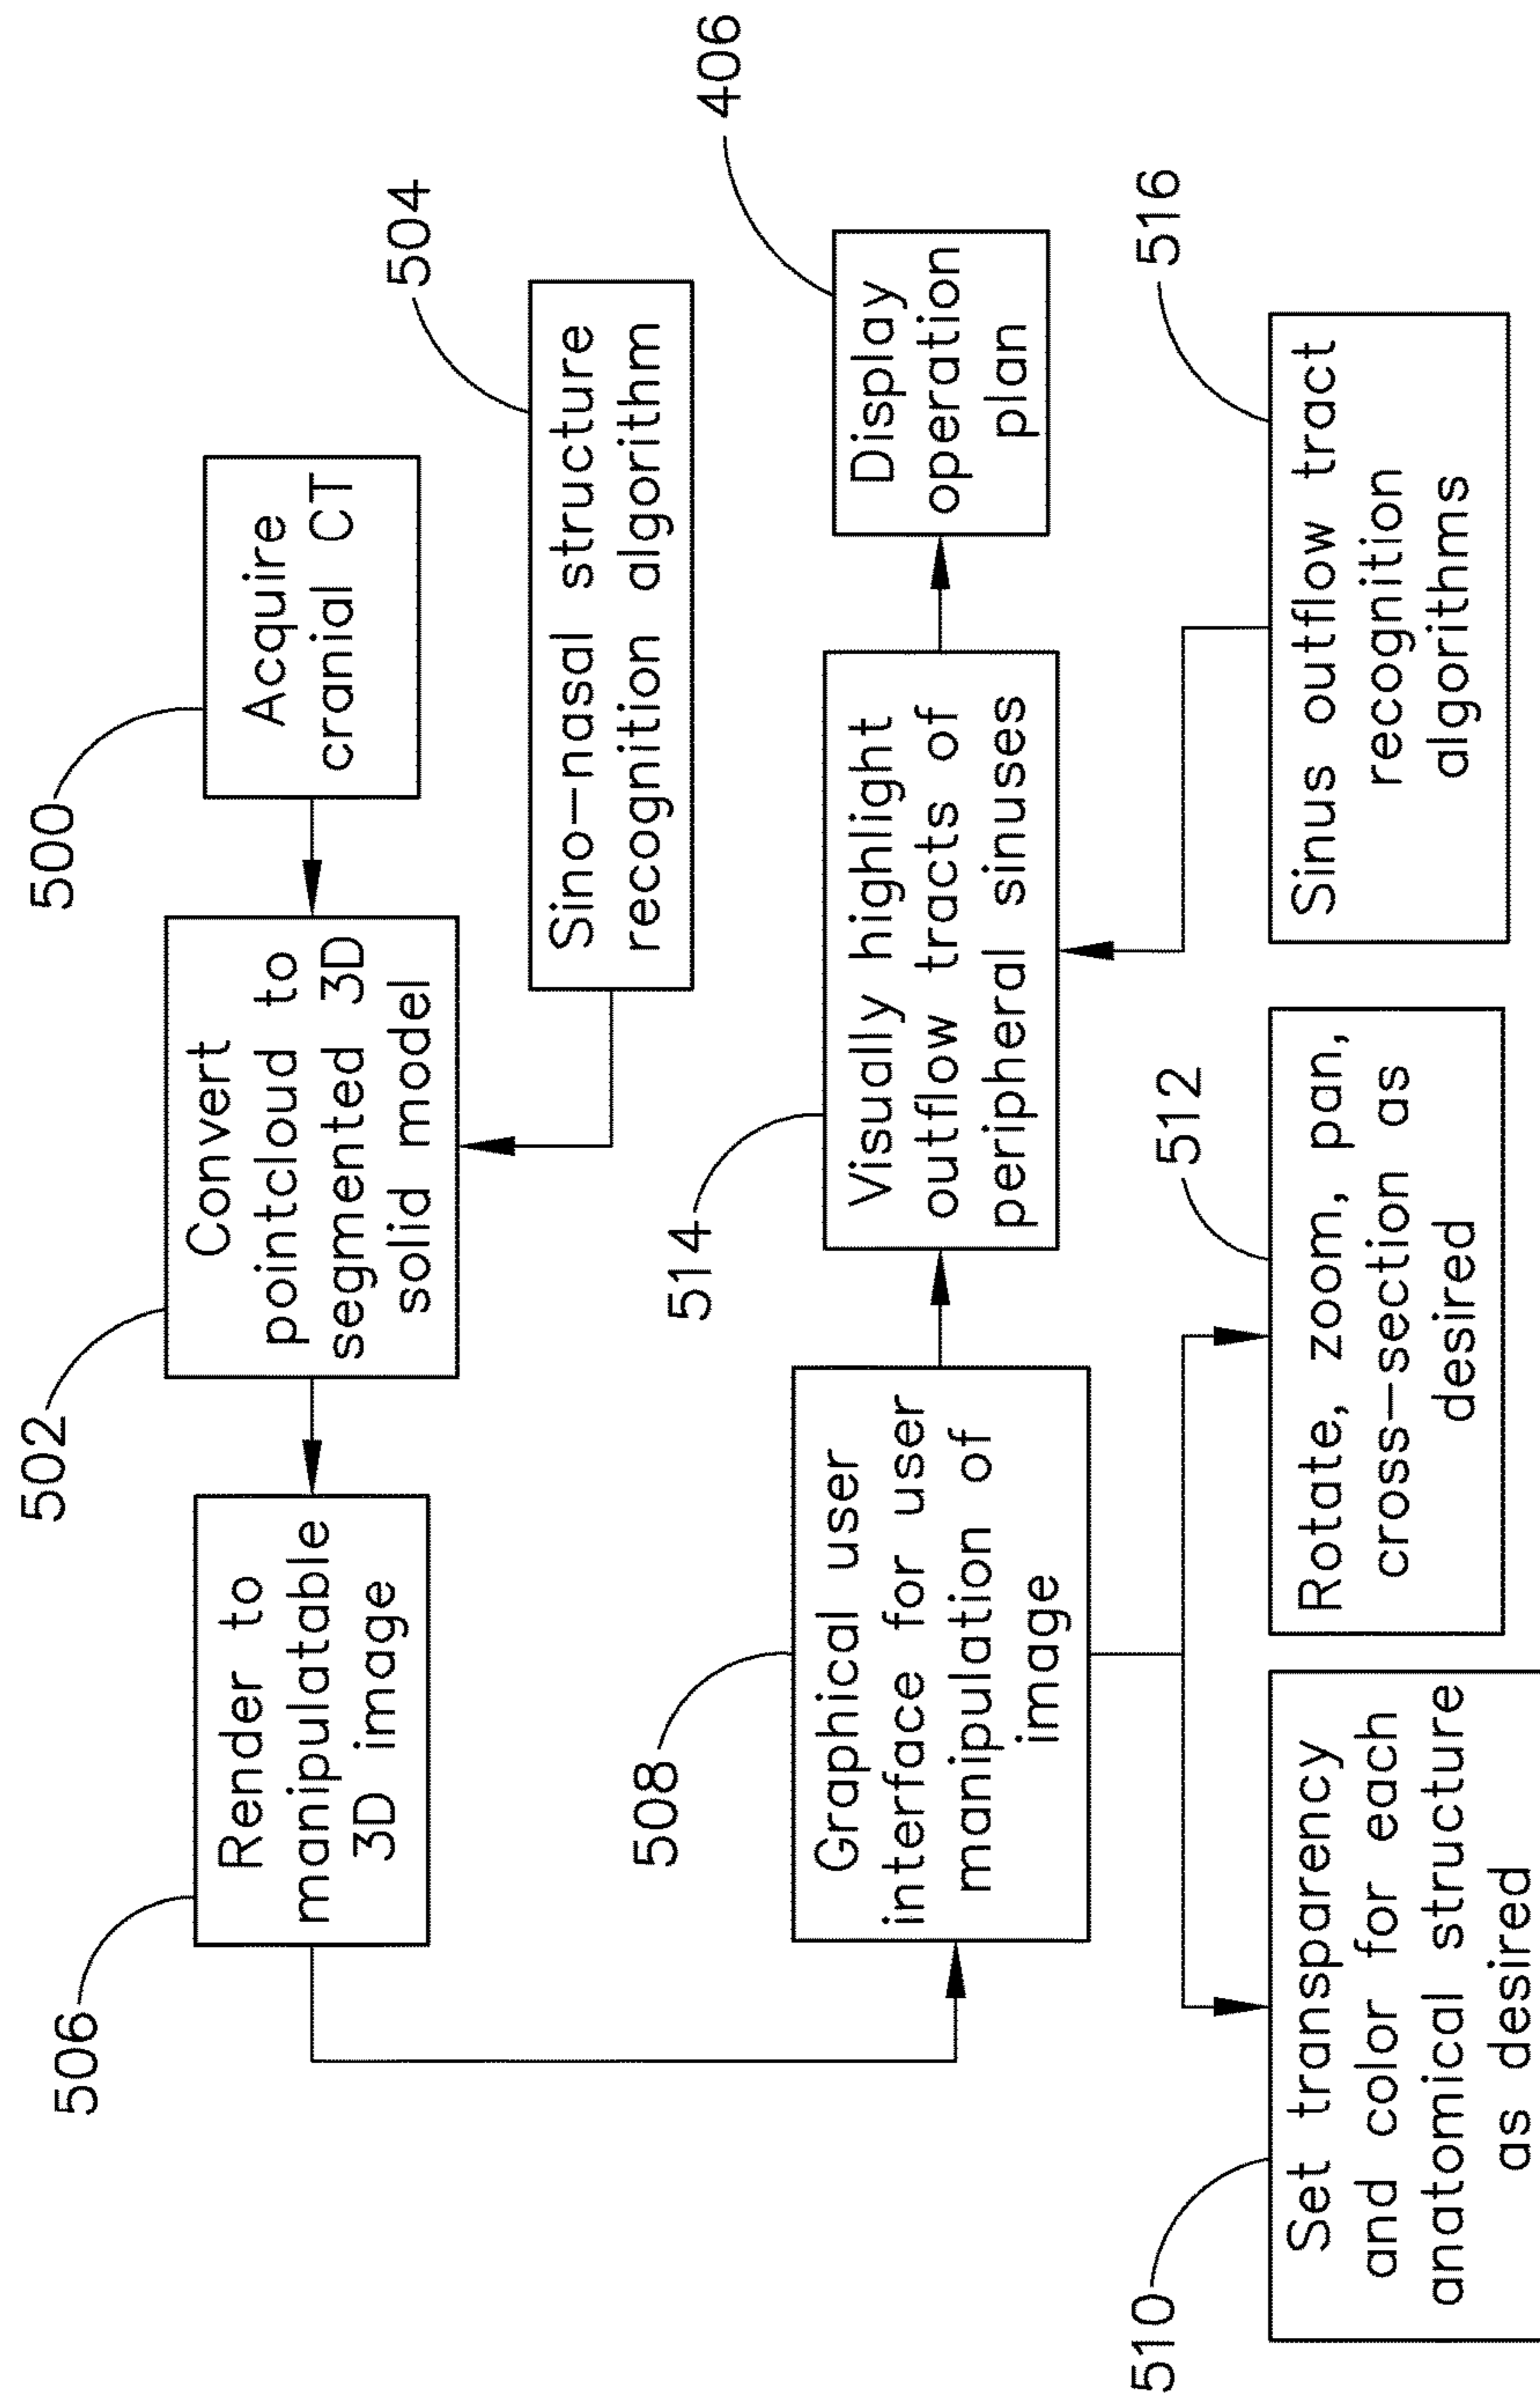 506
Render to
manipulatable
3D image
502
Convert
pointcloud to
segmented 3D
solid model
500
Acquire
cranial CT
504
Sino-nasal structure
recognition algorithm
508
Graphical user
interface for user
manipulation of
image
514
Visually highlight
outflow tracts of
peripheral sinuses
406
Display
operation
plan
510
Set transparency
and color for each
anatomical structure
as desired
512
Rotate, zoom, pan,
cross-section as
desired
516
Sinus outflow tract
recognition
algorithms